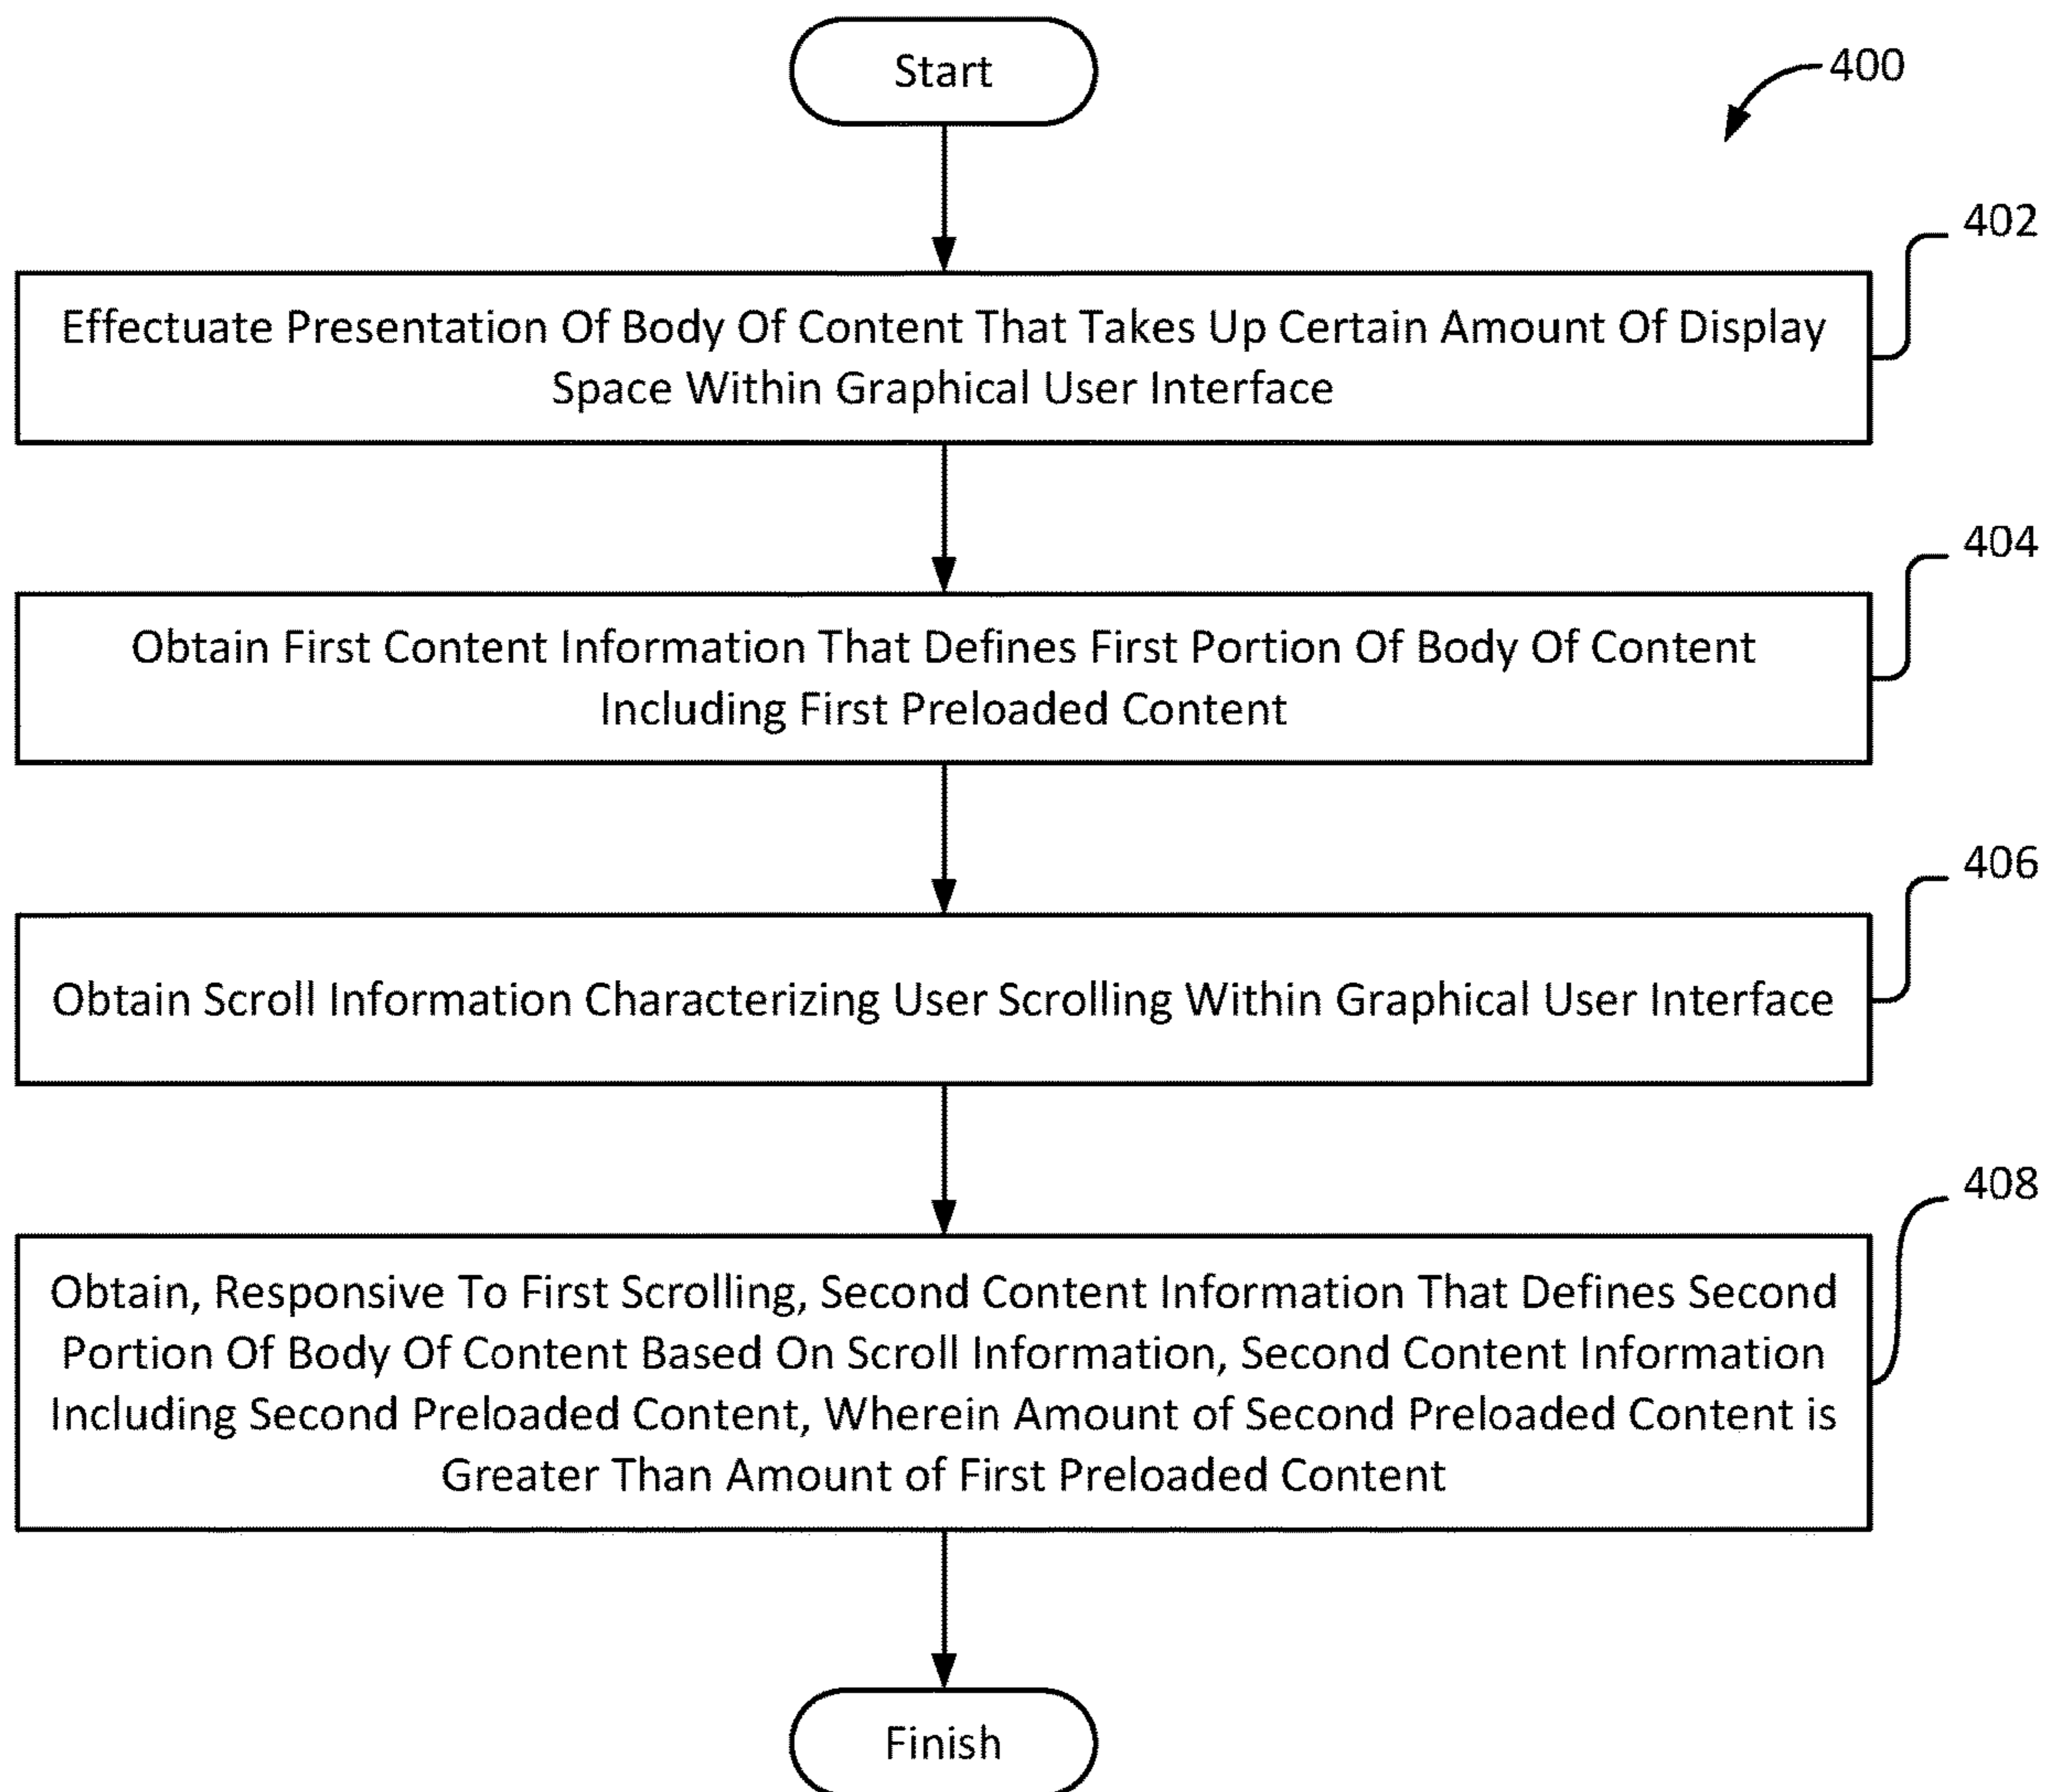 Start
400
402
Effectuate Presentation Of Body Of Content That Takes Up Certain Amount Of Display
Space Within Graphical User Interface
404
Obtain First Content Information That Defines First Portion Of Body Of Content
Including First Preloaded Content
406
Obtain Scroll Information Characterizing User Scrolling Within Graphical User Interface
408
Obtain, Responsive To First Scrolling, Second Content Information That Defines Second
Portion Of Body Of Content Based On Scroll Information, Second Content Information
Including Second Preloaded Content, Wherein Amount of Second Preloaded Content is
Greater Than Amount of First Preloaded Content
Finish